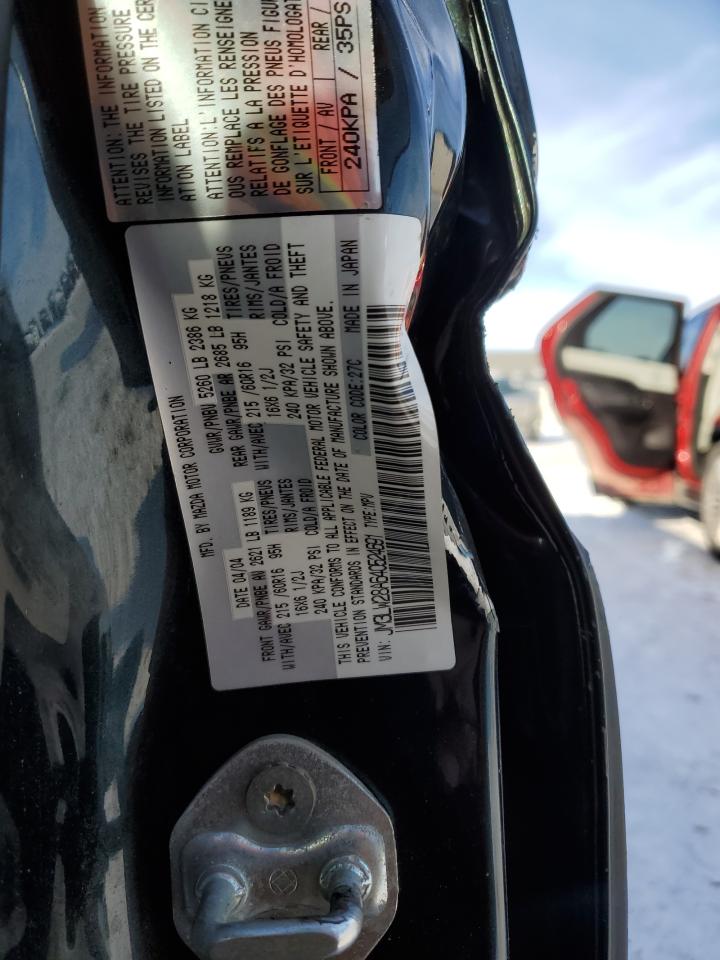 ATTENTION: THE INFORMATION
REVISES THE TIRE PRESSURE
INFORMATION LISTED ON THE CER
ATION LABEL
ATTENTION:L'INFORMATION CI
OUS REMPLACE LES RENSEIGNE
RELATIFS A LA PRESSION
DE GONFLAGE DES PNEUS FIGU
SUR L'ETIQUETTE D'HOMOLOGAT
FRONT / AV REAR /
240KPA / 35PS
MFD. BY MAZDA MOTOR CORPORATION
DATE 04/04 GVWR/PNBV 5260 LB 2386 KG
FRONT GAWR/PNBE AV 2621 LB 1189 KG REAR GAWR/PNBE AR 2685 LB 1218 KG
WITH/AVEC 215 /60R16 95H TIRES/PNEUS WITH/AVEC 215 /60R16 95H TIRES/PNEUS
16X6 1/2J RIMS/JANTES 16X6 1/2J RIMS/JANTES
240 KPA/32 PSI COLD/A FROID 240 KPA/32 PSI COLD/A FROID
THIS VEHICLE CONFORMS TO ALL APPLICABLE FEDERAL MOTOR VEHICLE SAFETY AND THEFT
PREVENTION STANDARDS IN EFFECT ON THE DATE OF MANUFACTURE SHOWN ABOVE.
VIN: TYPE:MPV COLOR CODE:27C MADE IN JAPAN